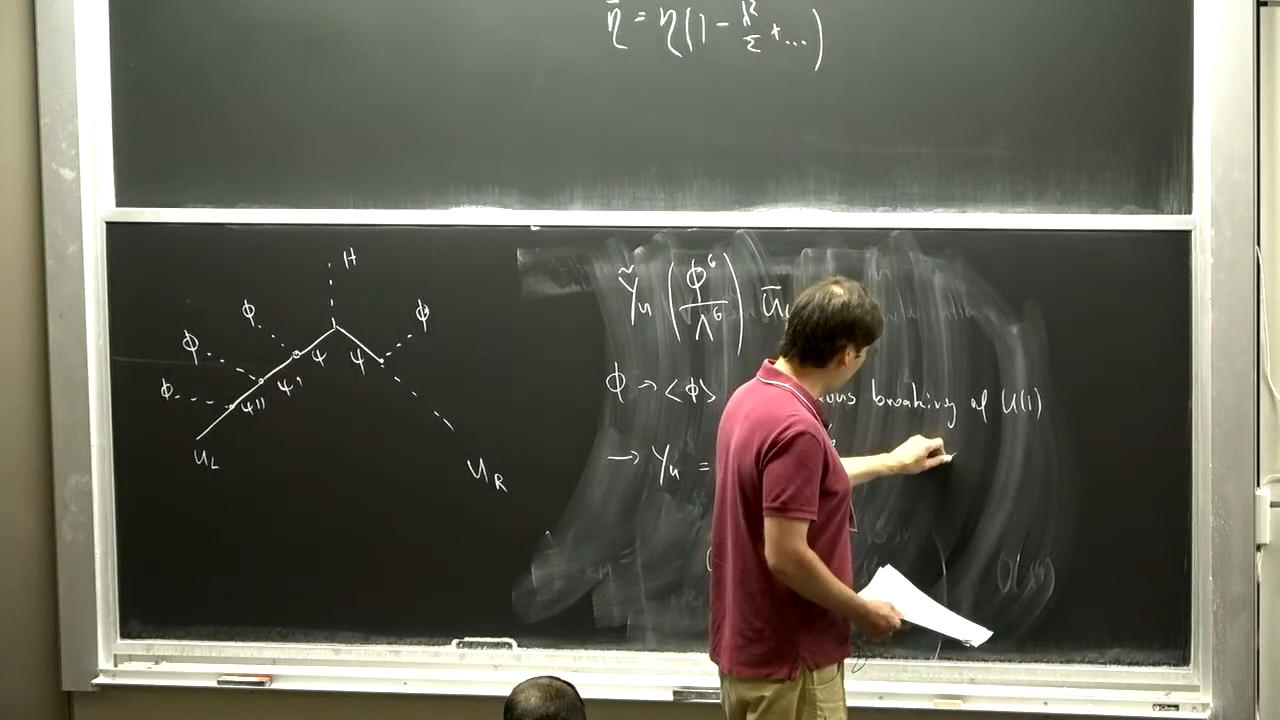 η̄ = η(1 - λ²/2 + ...)
H
φ
φ
φ
φ
ψ
ψ
ψ'
ψ''
U_L
U_R
Ỹ_u (φ⁶/Λ⁶) ū
φ → <φ> breaking of U(1)
→ Y_u =